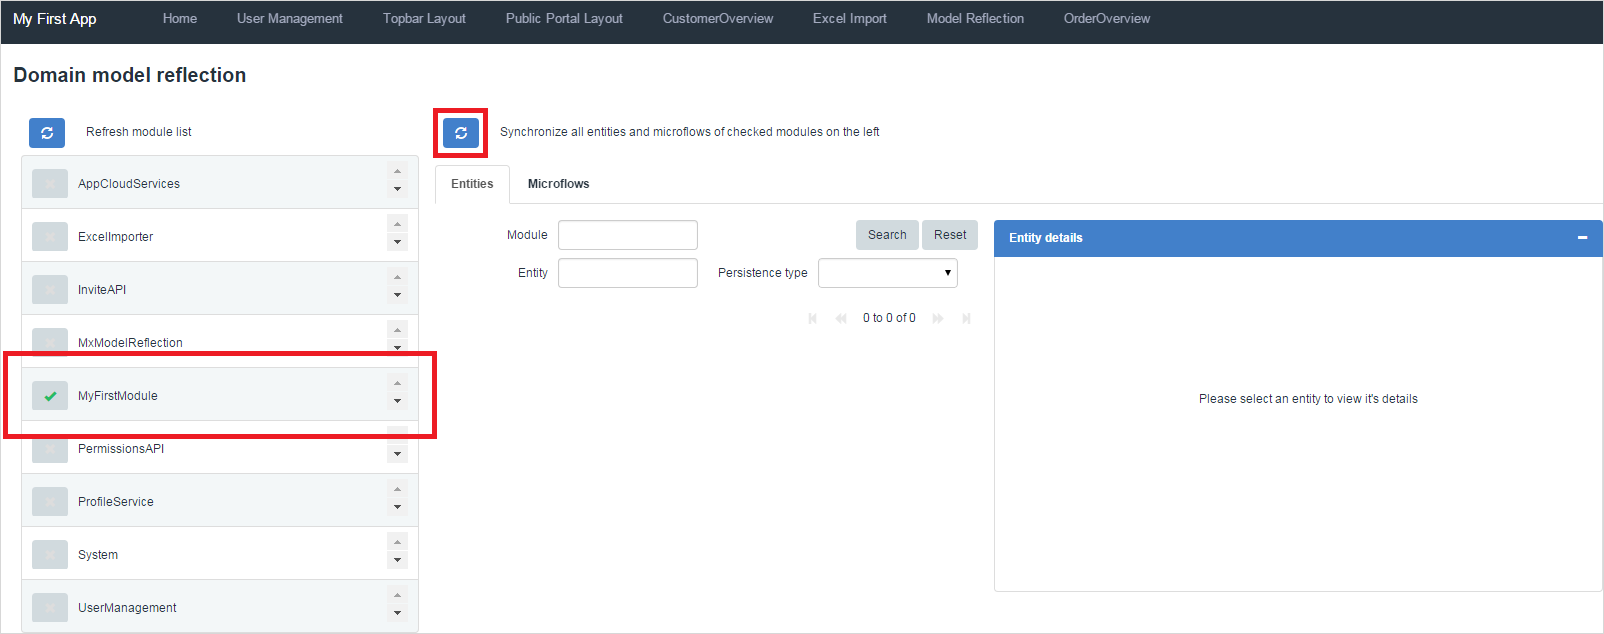 My First App Home User Management Topbar Layout Public Portal Layout CustomerOverview Excel Import Model Reflection OrderOverview
Domain model reflection
Refresh module list
Synchronize all entities and microflows of checked modules on the left
AppCloudServices
ExcelImporter
InviteAPI
MxModelReflection
MyFirstModule
PermissionsAPI
ProfileService
System
UserManagement
Entities Microflows
Module Search Reset
Entity Persistence type
0 to 0 of 0
Entity details
Please select an entity to view it's details